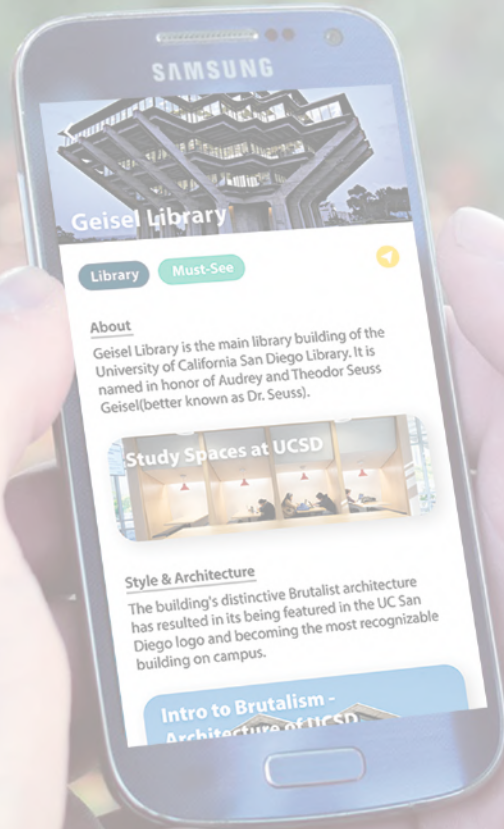 SAMSUNG
Geisel Library
Library
Must-See
About
Geisel Library is the main library building of the
University of California San Diego Library. It is
named in honor of Audrey and Theodor Seuss
Geisel(better known as Dr. Seuss).
Study Spaces at UCSD
Style & Architecture
The building's distinctive Brutalist architecture
has resulted in its being featured in the UC San
Diego logo and becoming the most recognizable
building on campus.
Intro to Brutalism -
Architecture of UCSD